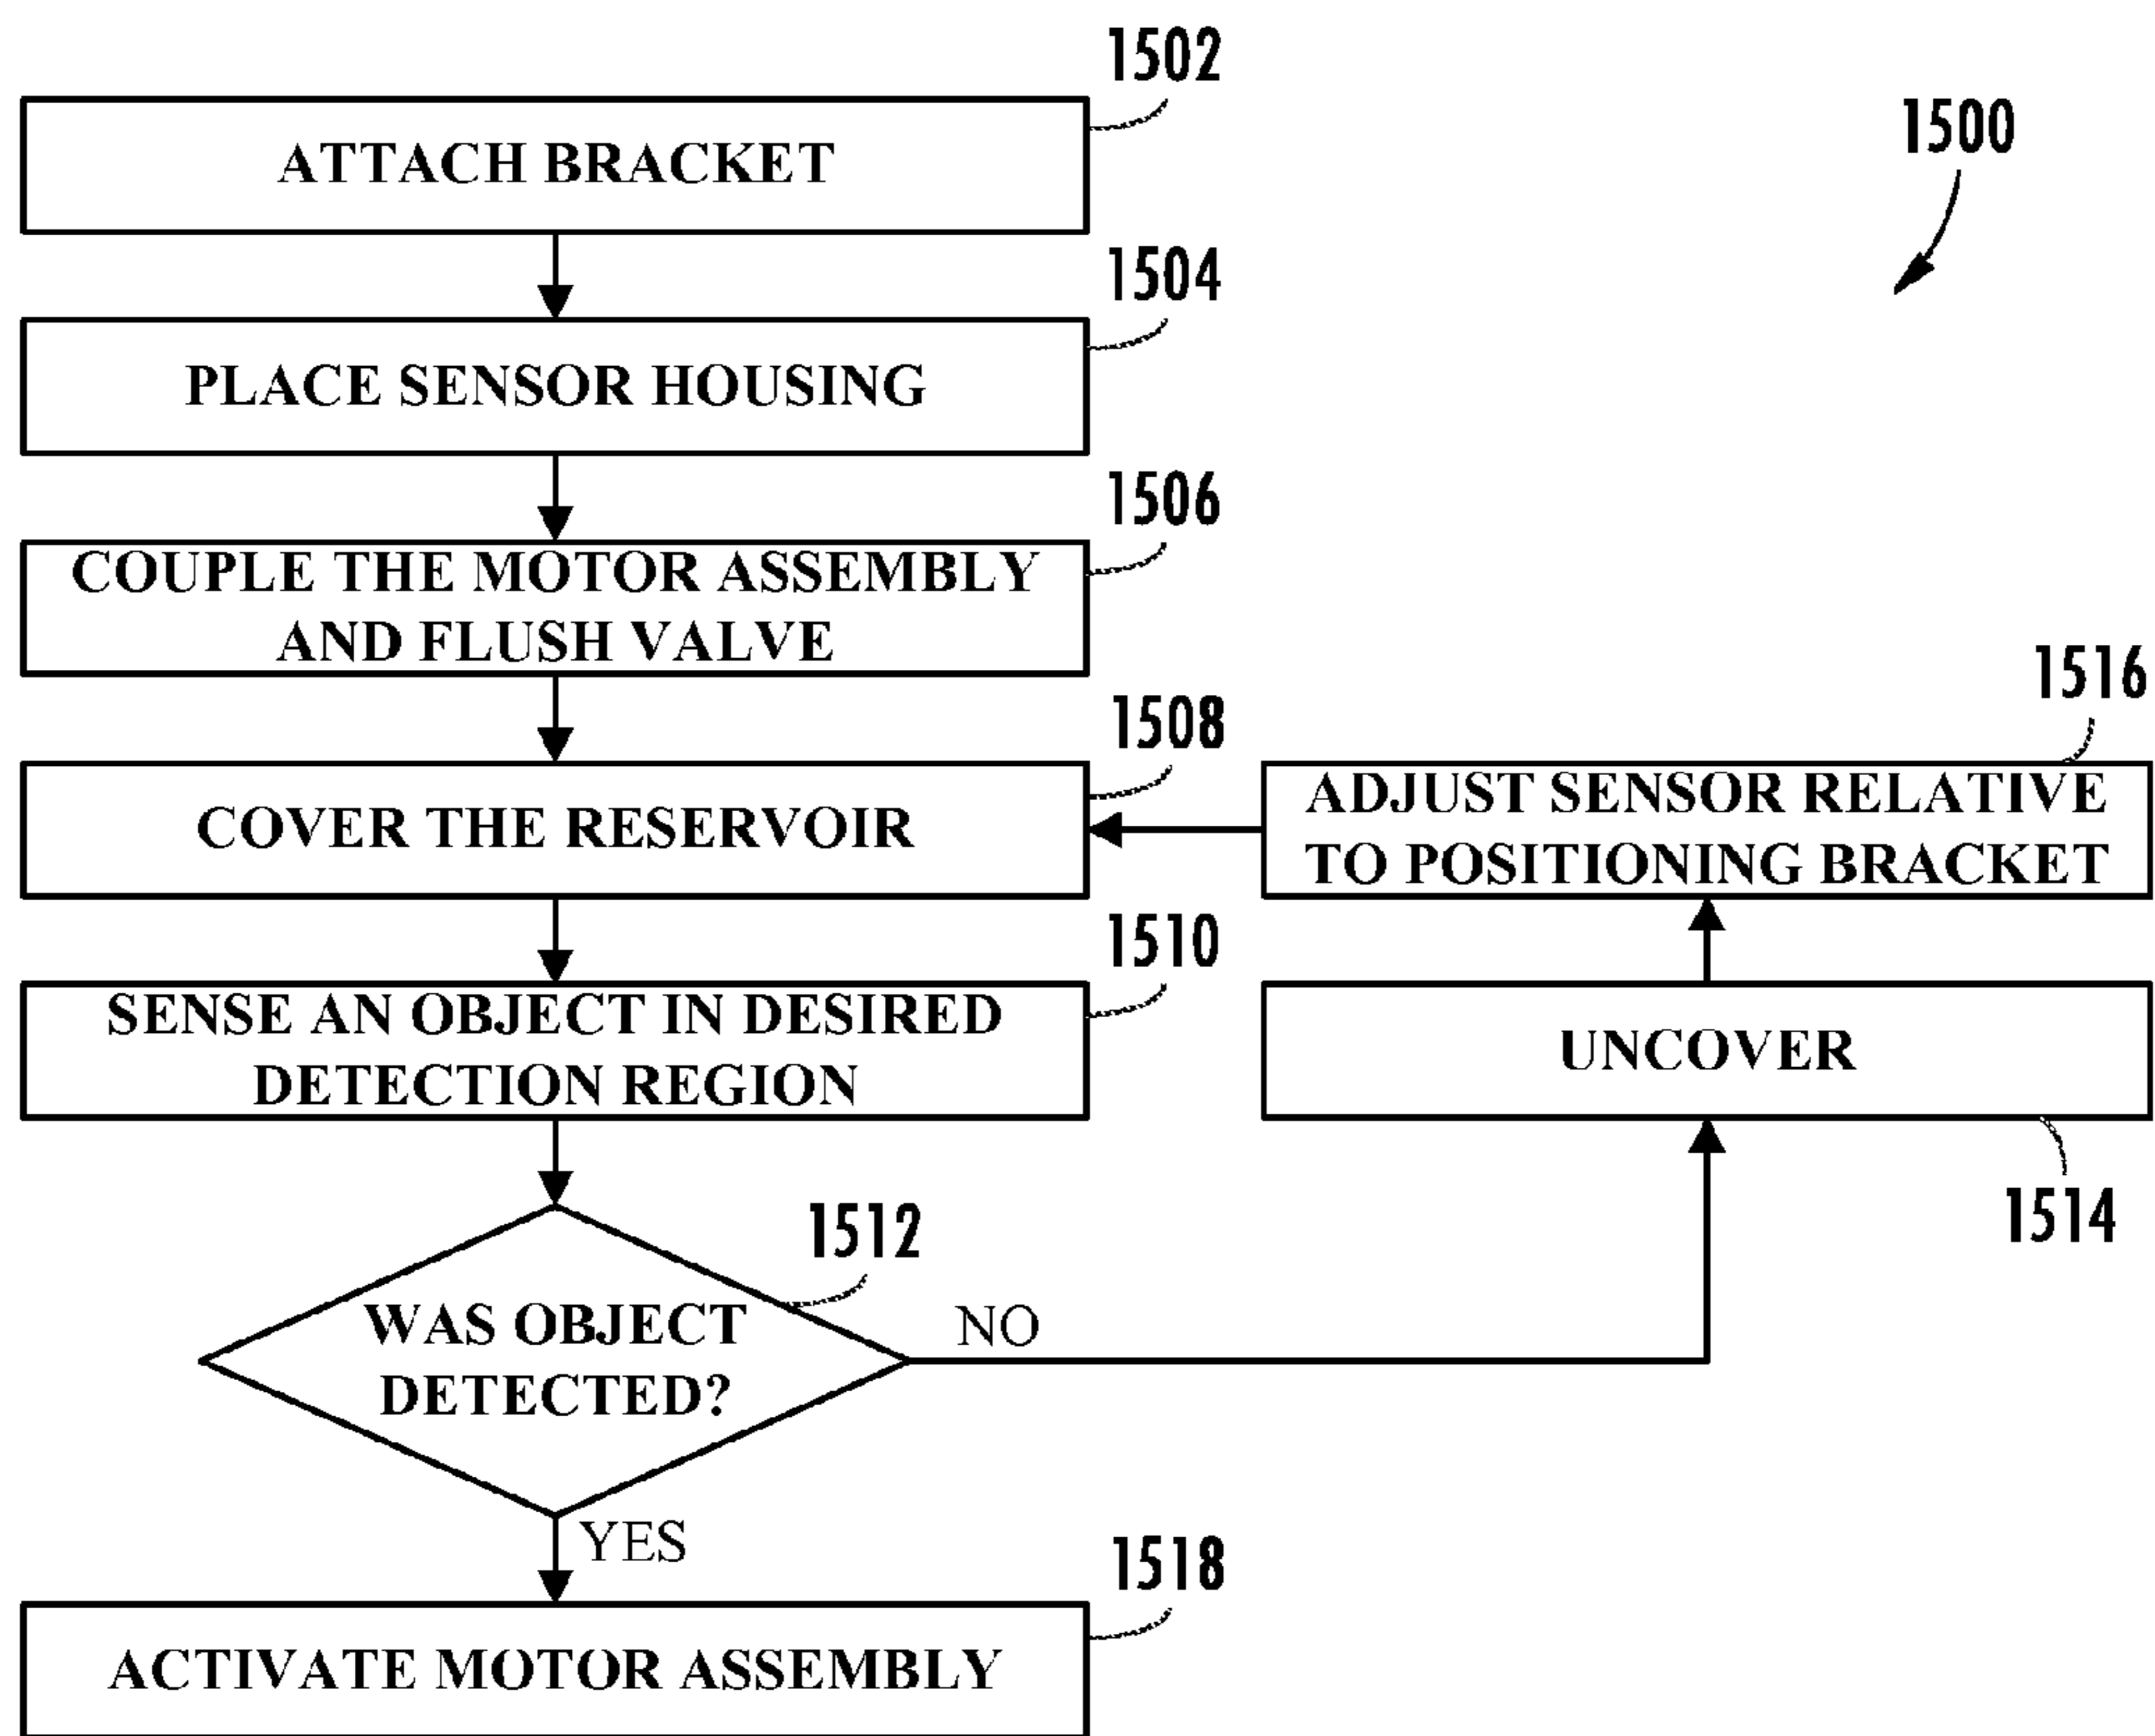 1502
ATTACH BRACKET
1500
1504
PLACE SENSOR HOUSING
1506
COUPLE THE MOTOR ASSEMBLY
AND FLUSH VALVE
1508
COVER THE RESERVOIR
1516
ADJUST SENSOR RELATIVE
TO POSITIONING BRACKET
1510
SENSE AN OBJECT IN DESIRED
DETECTION REGION
UNCOVER
1514
1512
WAS OBJECT
DETECTED?
NO
YES
1518
ACTIVATE MOTOR ASSEMBLY